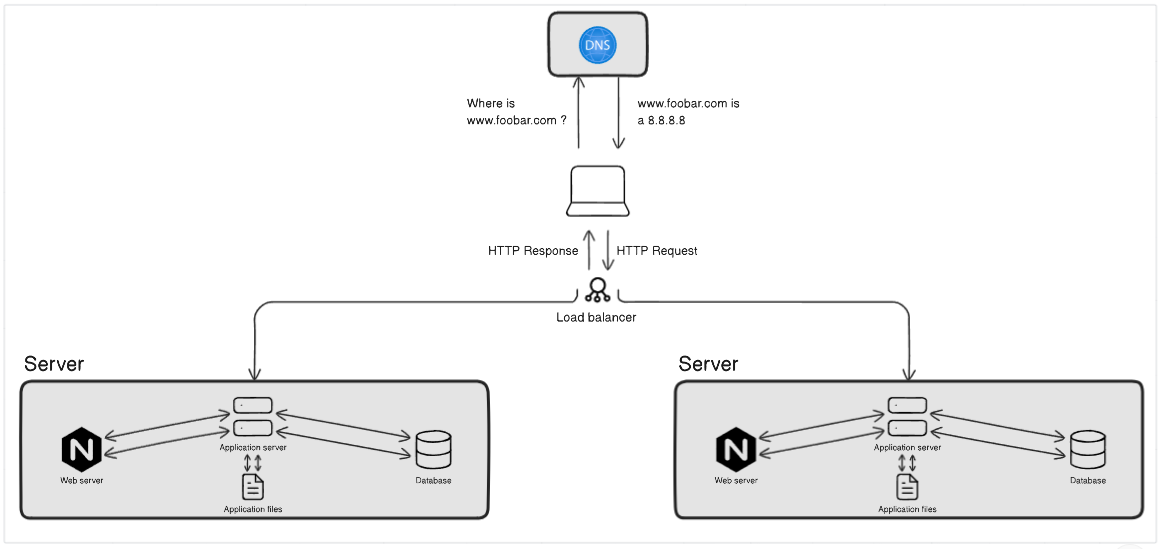 DNS
Where is
www.foobar.com ?
www.foobar.com is
a 8.8.8.8
HTTP Response
HTTP Request
Load balancer
Server
Server
N
Application server
Web server
Database
Application files
N
Application server
Web server
Database
Application files